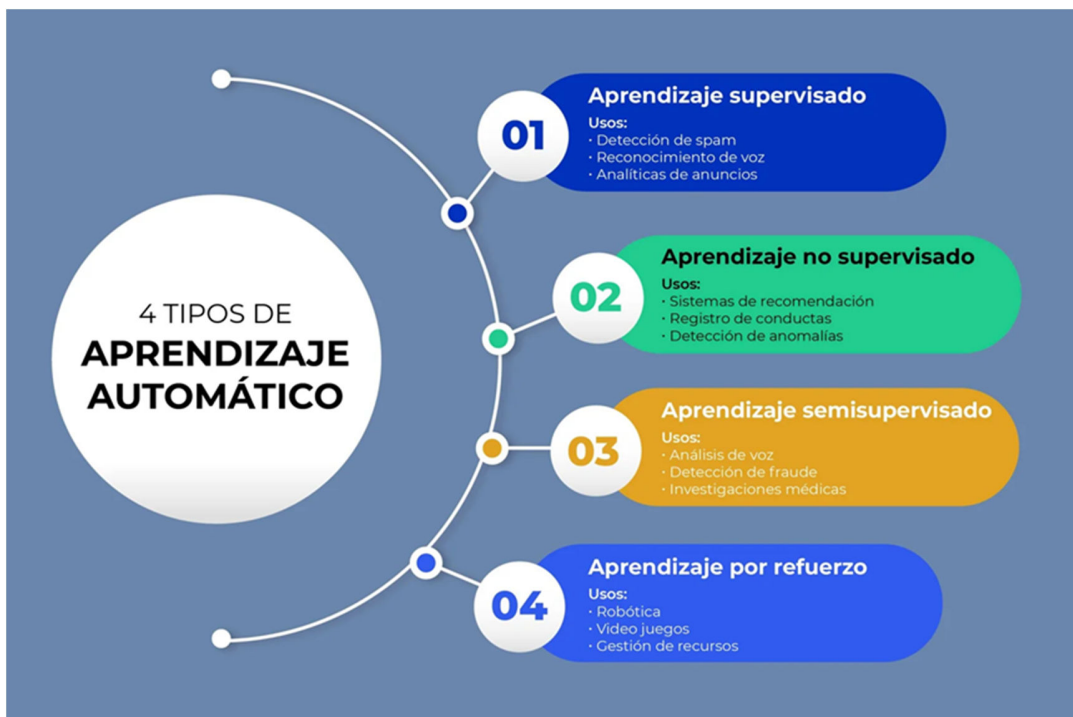 4 TIPOS DE
APRENDIZAJE
AUTOMÁTICO
01
Aprendizaje supervisado
Usos:
· Detección de spam
· Reconocimiento de voz
· Analíticas de anuncios
02
Aprendizaje no supervisado
Usos:
· Sistemas de recomendación
· Registro de conductas
· Detección de anomalías
03
Aprendizaje semisupervisado
Usos:
· Análisis de voz
· Detección de fraude
· Investigaciones médicas
04
Aprendizaje por refuerzo
Usos:
· Robótica
· Video juegos
· Gestión de recursos